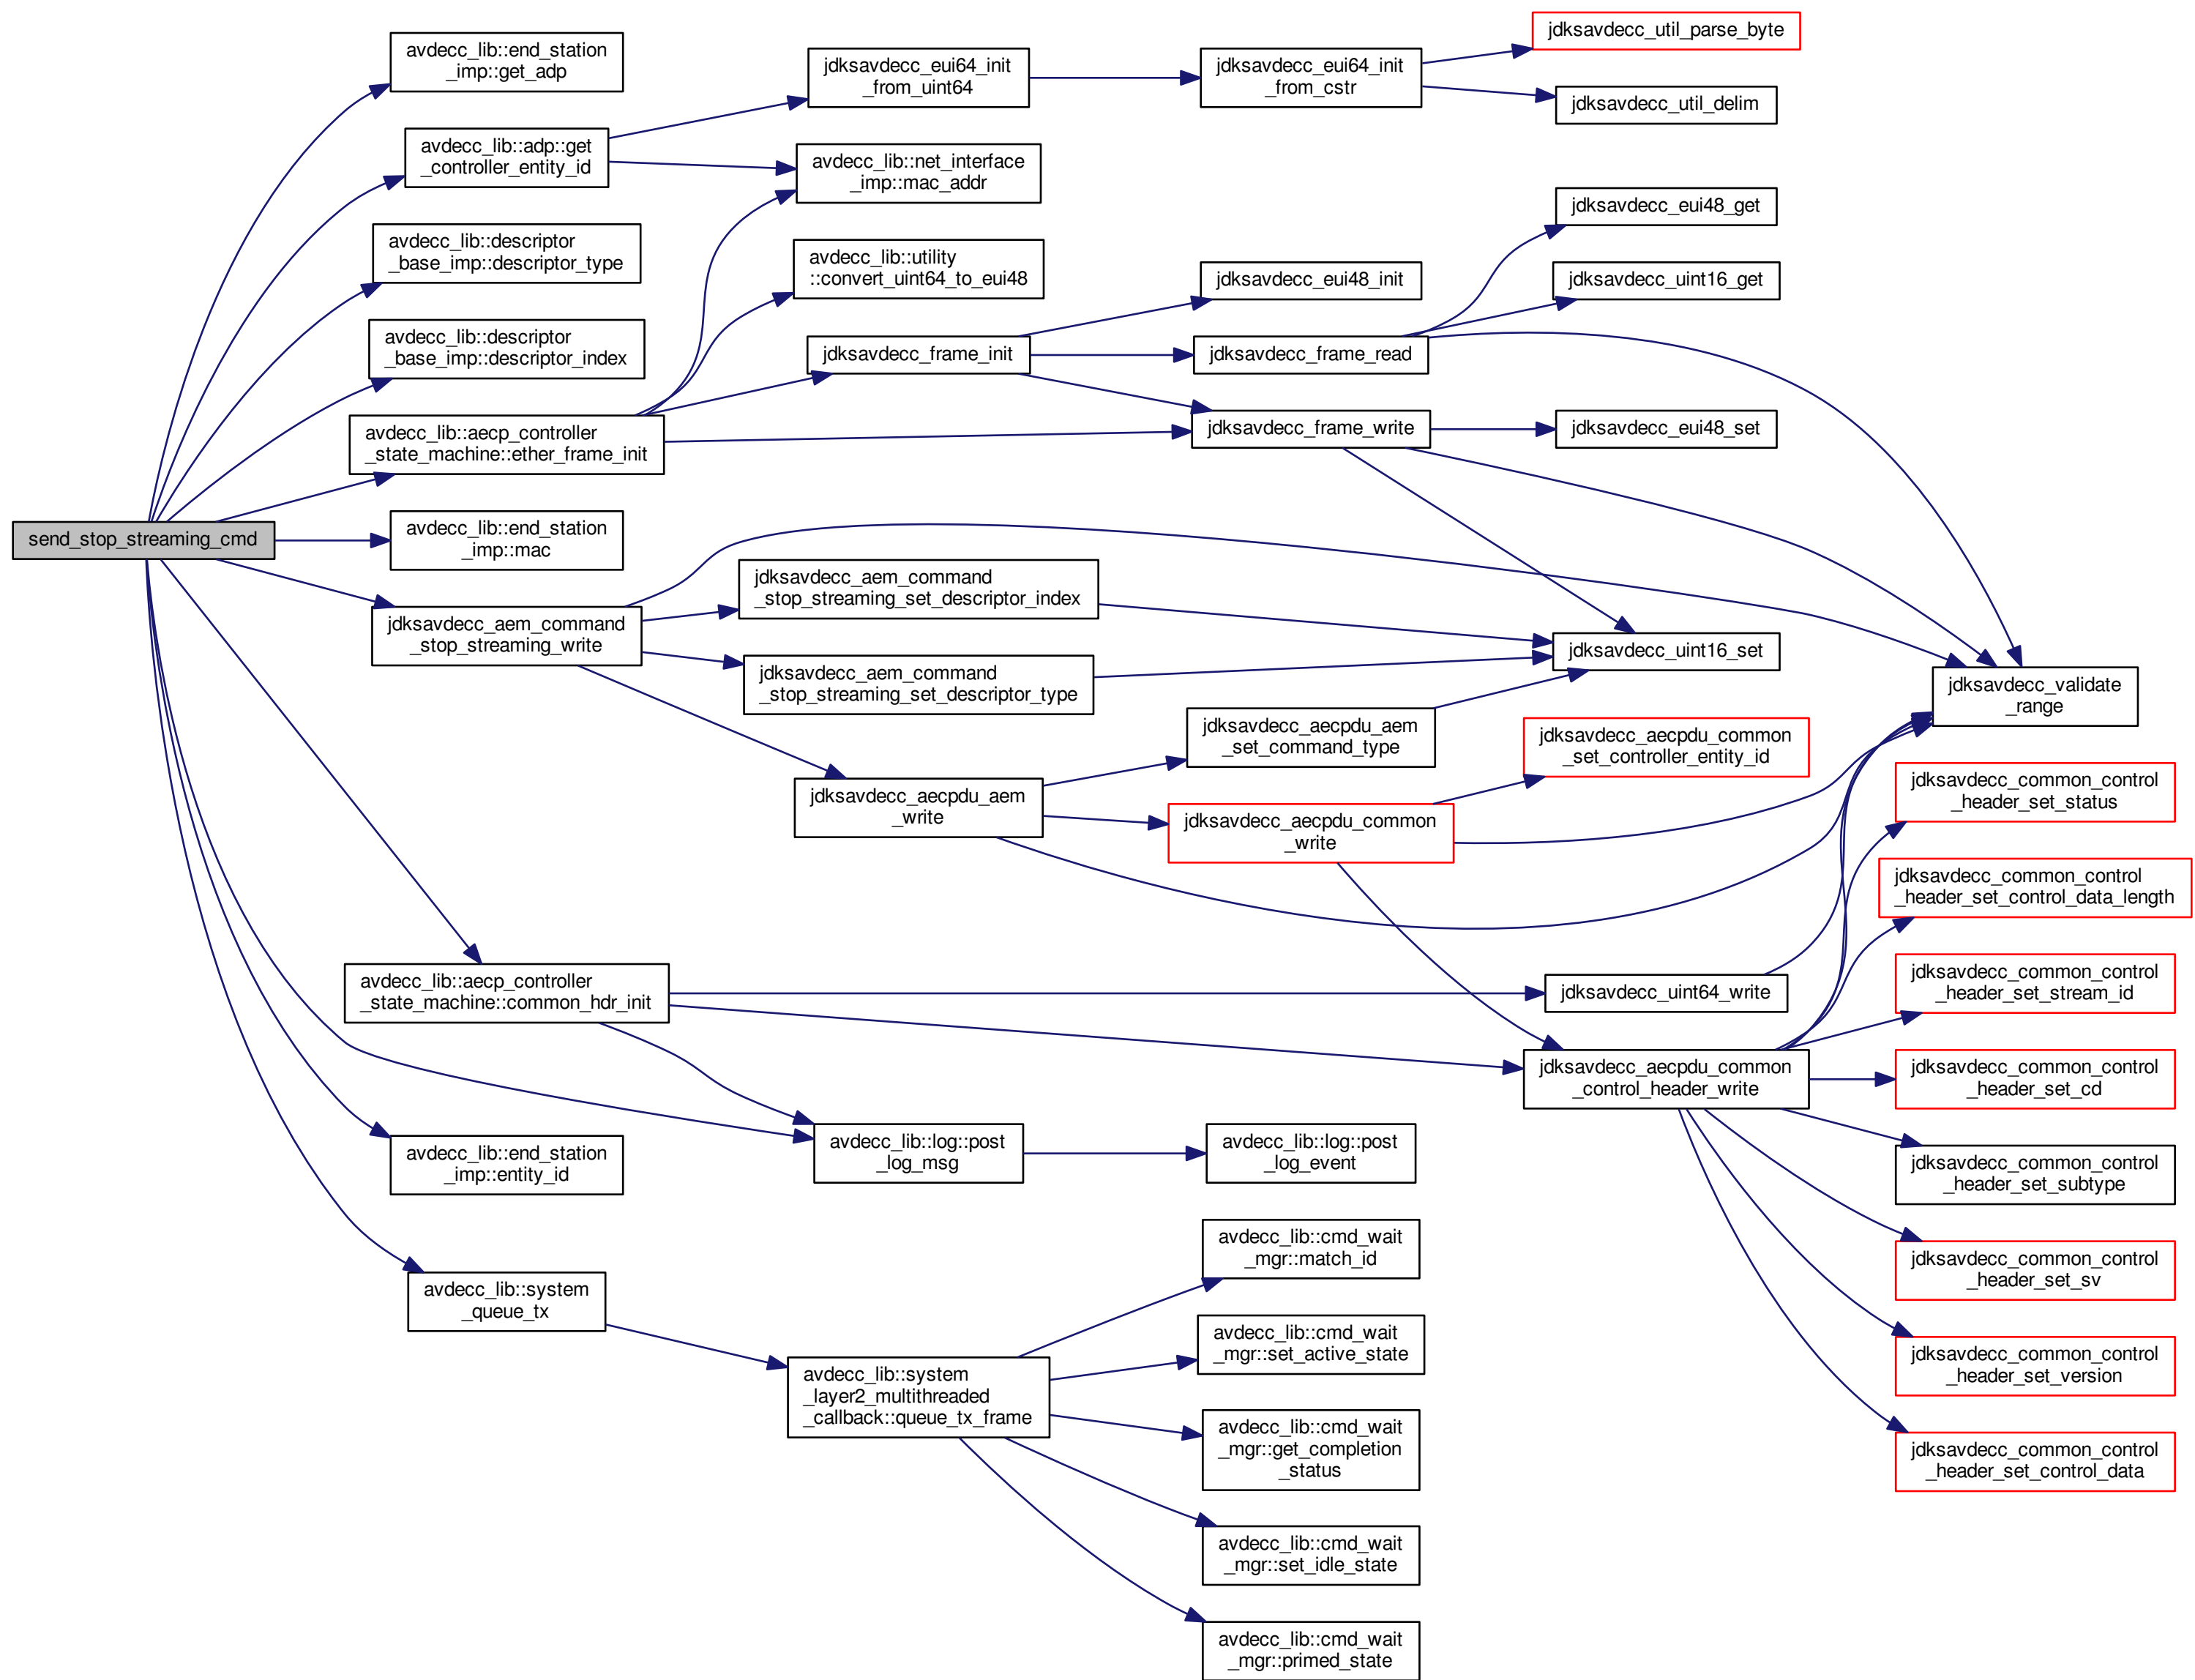 send_stop_streaming_cmd
avdecc_lib::end_station
_imp::get_adp
avdecc_lib::adp::get
_controller_entity_id
avdecc_lib::descriptor
_base_imp::descriptor_type
avdecc_lib::descriptor
_base_imp::descriptor_index
avdecc_lib::aecp_controller
_state_machine::ether_frame_init
avdecc_lib::end_station
_imp::mac
jdksavdecc_aem_command
_stop_streaming_write
avdecc_lib::aecp_controller
_state_machine::common_hdr_init
avdecc_lib::end_station
_imp::entity_id
avdecc_lib::system
_queue_tx
jdksavdecc_eui64_init
_from_uint64
avdecc_lib::net_interface
_imp::mac_addr
avdecc_lib::utility
::convert_uint64_to_eui48
jdksavdecc_frame_init
jdksavdecc_aem_command
_stop_streaming_set_descriptor_index
jdksavdecc_aem_command
_stop_streaming_set_descriptor_type
jdksavdecc_aecpdu_aem
_write
avdecc_lib::log::post
_log_msg
avdecc_lib::system
_layer2_multithreaded
_callback::queue_tx_frame
jdksavdecc_eui64_init
_from_cstr
jdksavdecc_eui48_init
jdksavdecc_frame_read
jdksavdecc_frame_write
jdksavdecc_aecpdu_aem
_set_command_type
jdksavdecc_aecpdu_common
_write
avdecc_lib::log::post
_log_event
avdecc_lib::cmd_wait
_mgr::match_id
avdecc_lib::cmd_wait
_mgr::set_active_state
avdecc_lib::cmd_wait
_mgr::get_completion
_status
avdecc_lib::cmd_wait
_mgr::set_idle_state
avdecc_lib::cmd_wait
_mgr::primed_state
jdksavdecc_util_parse_byte
jdksavdecc_util_delim
jdksavdecc_eui48_get
jdksavdecc_uint16_get
jdksavdecc_eui48_set
jdksavdecc_uint16_set
jdksavdecc_aecpdu_common
_set_controller_entity_id
jdksavdecc_uint64_write
jdksavdecc_aecpdu_common
_control_header_write
jdksavdecc_validate
_range
jdksavdecc_common_control
_header_set_status
jdksavdecc_common_control
_header_set_control_data_length
jdksavdecc_common_control
_header_set_stream_id
jdksavdecc_common_control
_header_set_cd
jdksavdecc_common_control
_header_set_subtype
jdksavdecc_common_control
_header_set_sv
jdksavdecc_common_control
_header_set_version
jdksavdecc_common_control
_header_set_control_data